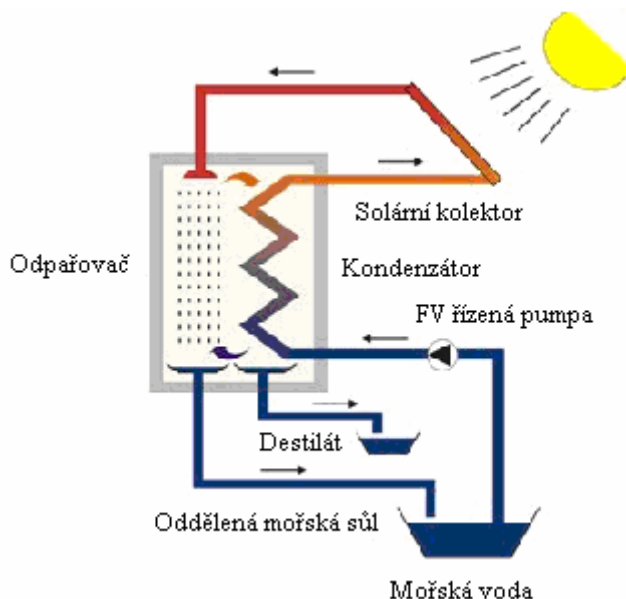 Solární kolektor
Odpařovač
Kondenzátor
FV řízená pumpa
Destilát
Oddělená mořská sůl
Mořská voda